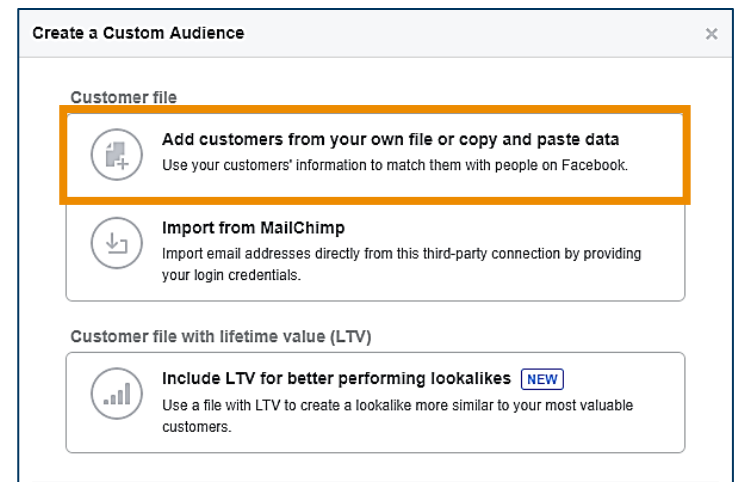 Create a Custom Audience
Customer file
Add customers from your own file or copy and paste data
Use your customers' information to match them with people on Facebook.
Import from MailChimp
Import email addresses directly from this third-party connection by providing
your login credentials.
Customer file with lifetime value (LTV)
Include LTV for better performing lookalikes NEW
Use a file with LTV to create a lookalike more similar to your most valuable
customers.